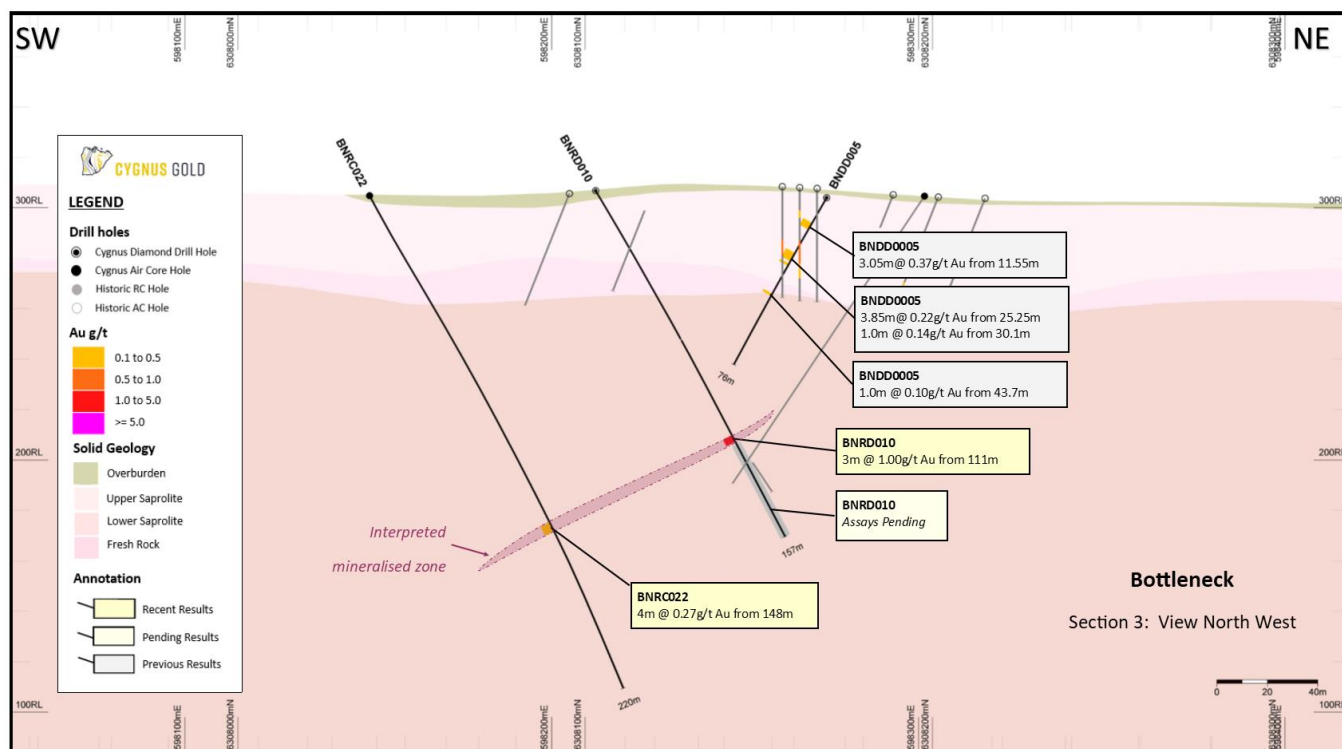 SW
NE
598100mE
6308000mN
598200mE
6308100mN
598300mE
6308200mN
6308300mN
598400mE
BNRC022
BNRD010
BNDD005
300RL
300RL
CYGNUS GOLD
LEGEND
Drill holes
Cygnus Diamond Drill Hole
Cygnus Air Core Hole
Historic RC Hole
Historic AC Hole
Au g/t
0.1 to 0.5
0.5 to 1.0
1.0 to 5.0
>= 5.0
Solid Geology
Overburden
Upper Saprolite
Lower Saprolite
Fresh Rock
Annotation
Recent Results
Pending Results
Previous Results
BNDD0005
3.05m@ 0.37g/t Au from 11.55m
BNDD0005
3.85m@ 0.22g/t Au from 25.25m
1.0m @ 0.14g/t Au from 30.1m
BNDD0005
1.0m @ 0.10g/t Au from 43.7m
76m
200RL
200RL
BNRD010
3m @ 1.00g/t Au from 111m
BNRD010
Assays Pending
157m
Interpreted
mineralised zone
BNRC022
4m @ 0.27g/t Au from 148m
220m
Bottleneck
Section 3: View North West
0 20 40m
100RL
100RL
598100mE
6308000mN
598200mE
6308100mN
598300mE
6308200mN
6308300mN
598400mE